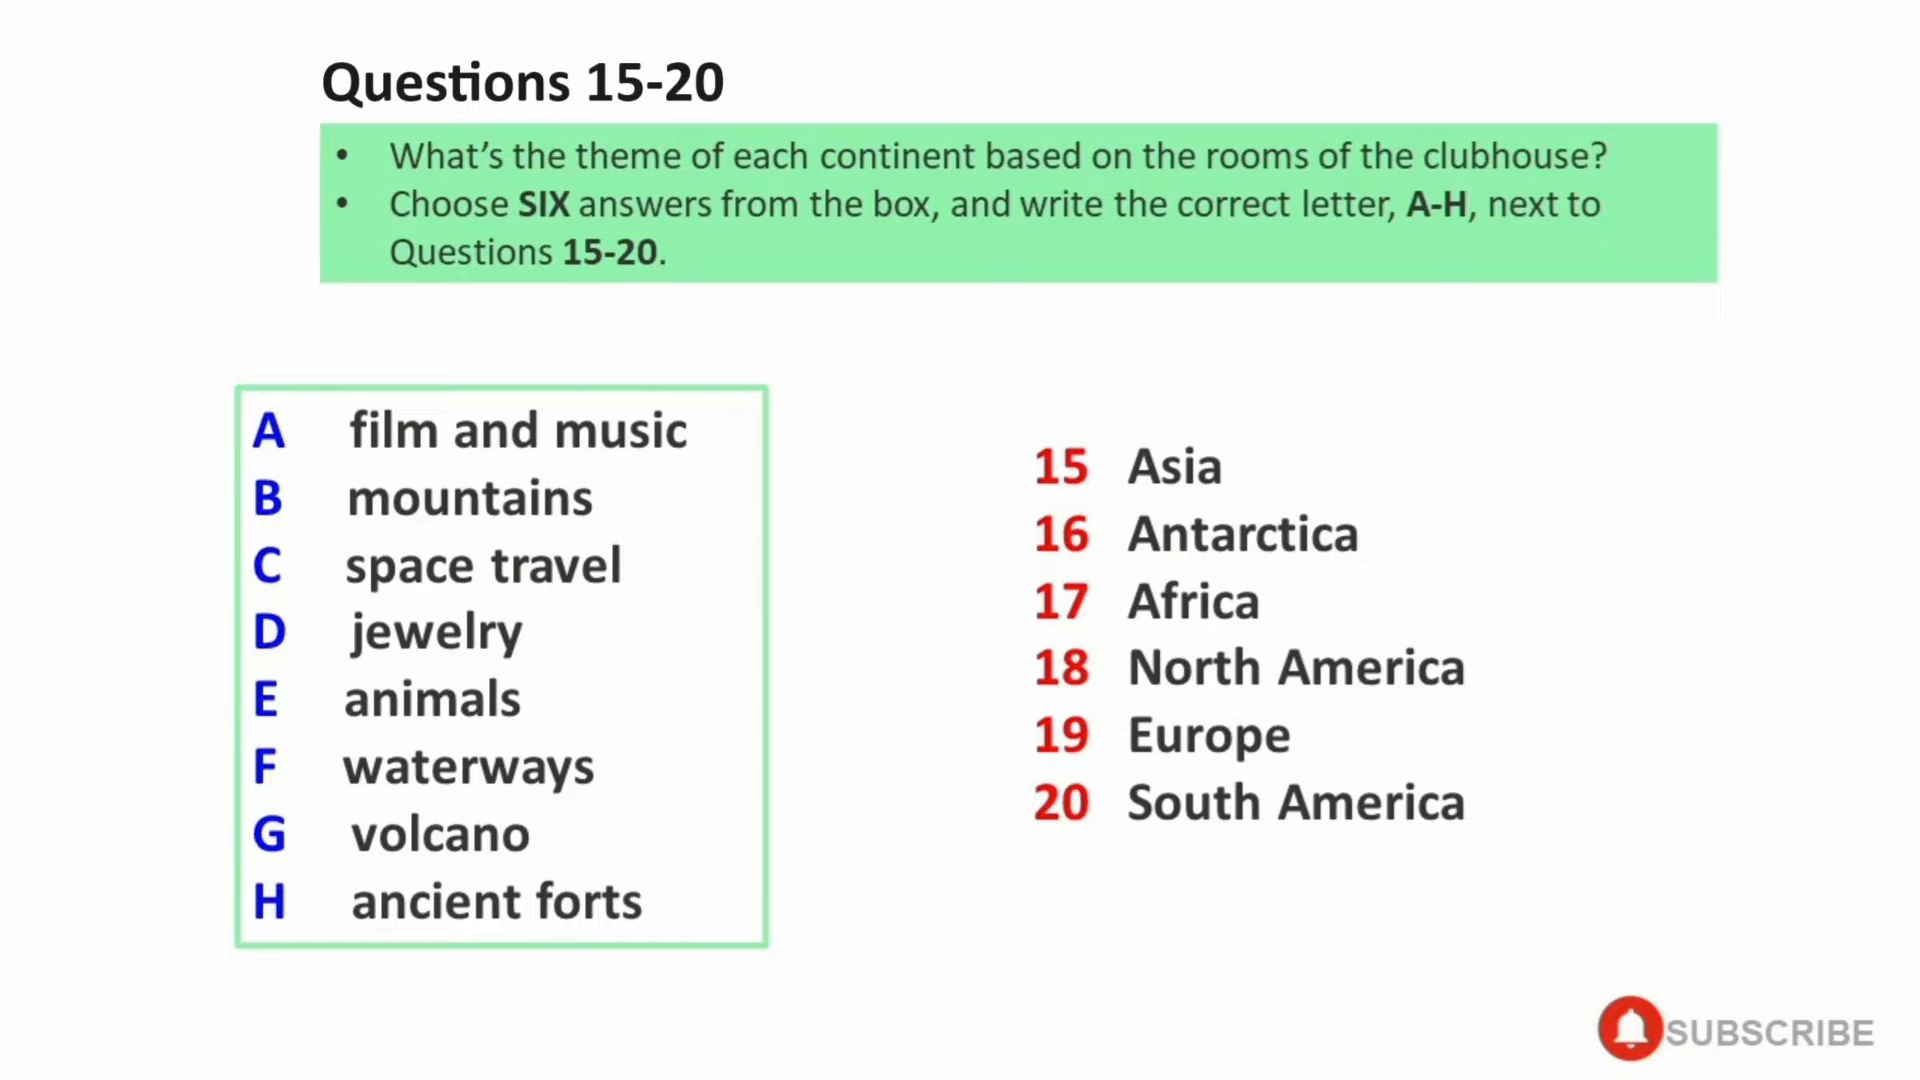 Questions 15-20
• What's the theme of each continent based on the rooms of the clubhouse?
• Choose SIX answers from the box, and write the correct letter, A-H, next to
Questions 15-20.
A film and music
B mountains
C space travel
D jewelry
E animals
F waterways
G volcano
H ancient forts
15 Asia
16 Antarctica
17 Africa
18 North America
19 Europe
20 South America
SUBSCRIBE